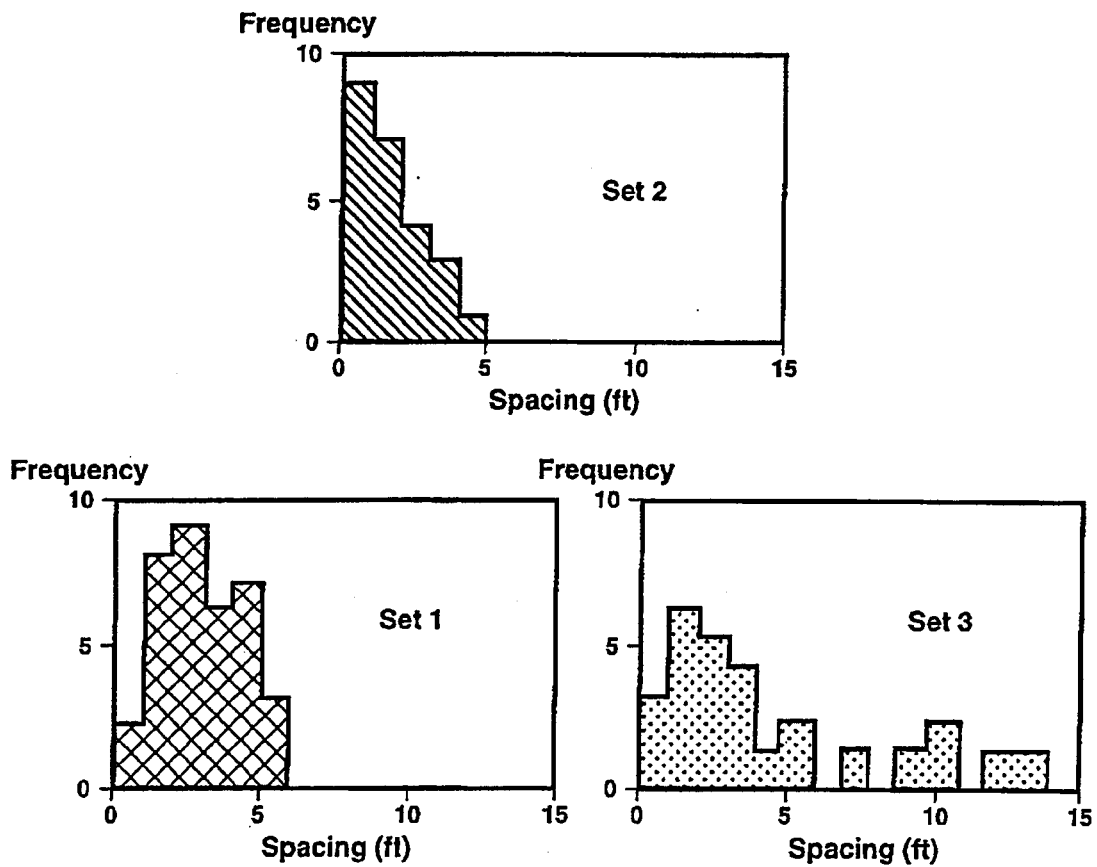 Frequency
10
5
0
Set 2
0 5 10 15
Spacing (ft)
Frequency
10
5
0
Set 1
0 5 10 15
Spacing (ft)
Frequency
10
5
0
Set 3
0 5 10 15
Spacing (ft)